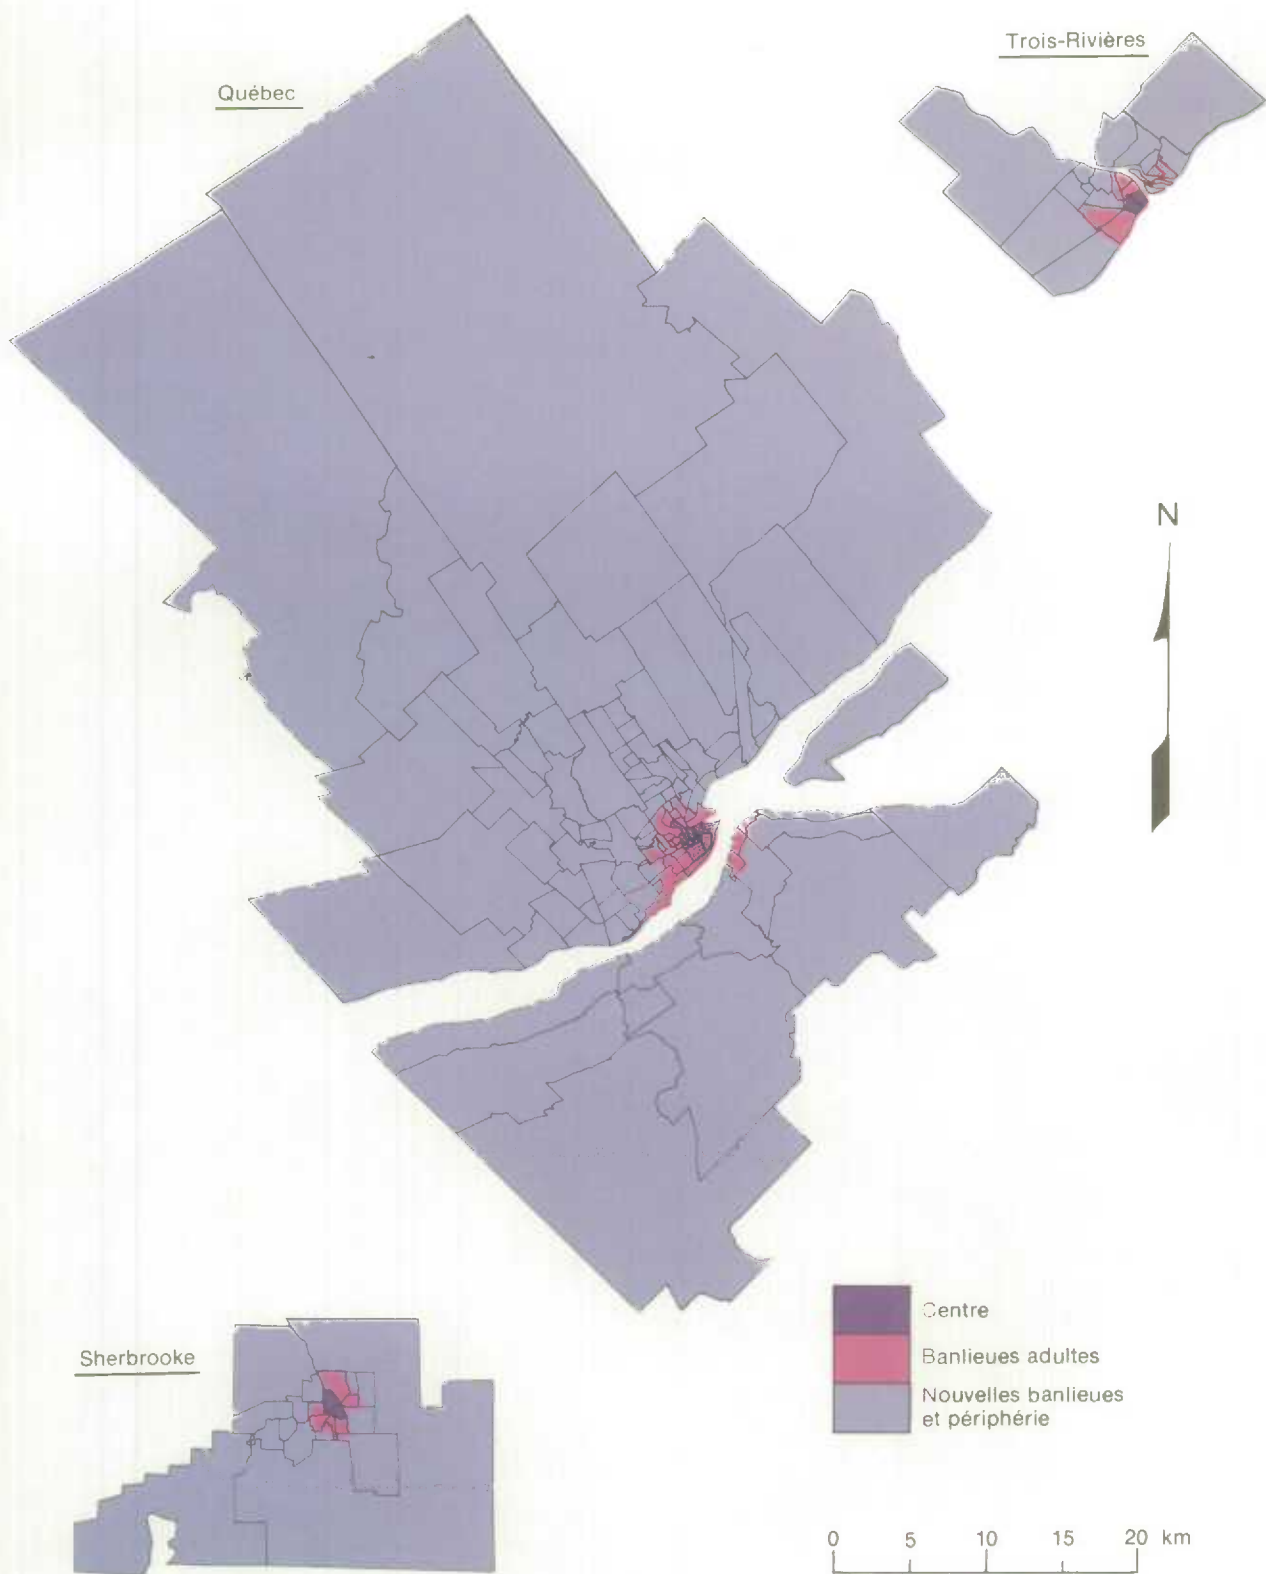 Trois-Rivières
Québec
N
Sherbrooke
Centre
Banlieues adultes
Nouvelles banlieues
et périphérie
0 5 10 15 20 km